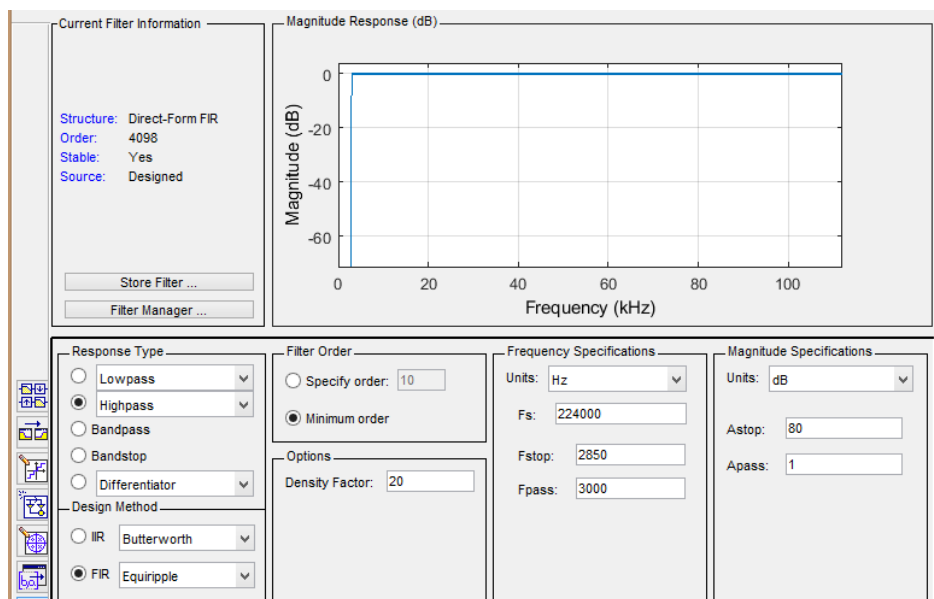 Current Filter Information
Structure: Direct-Form FIR
Order: 4098
Stable: Yes
Source: Designed
Store Filter ...
Filter Manager ...
Magnitude Response (dB)
0
-20
-40
-60
Magnitude (dB)
0 20 40 60 80 100
Frequency (kHz)
Response Type
Lowpass
Highpass
Bandpass
Bandstop
Differentiator
Design Method
IIR Butterworth
FIR Equiripple
Filter Order
Specify order: 10
Minimum order
Options
Density Factor: 20
Frequency Specifications
Units: Hz
Fs: 224000
Fstop: 2850
Fpass: 3000
Magnitude Specifications
Units: dB
Astop: 80
Apass: 1